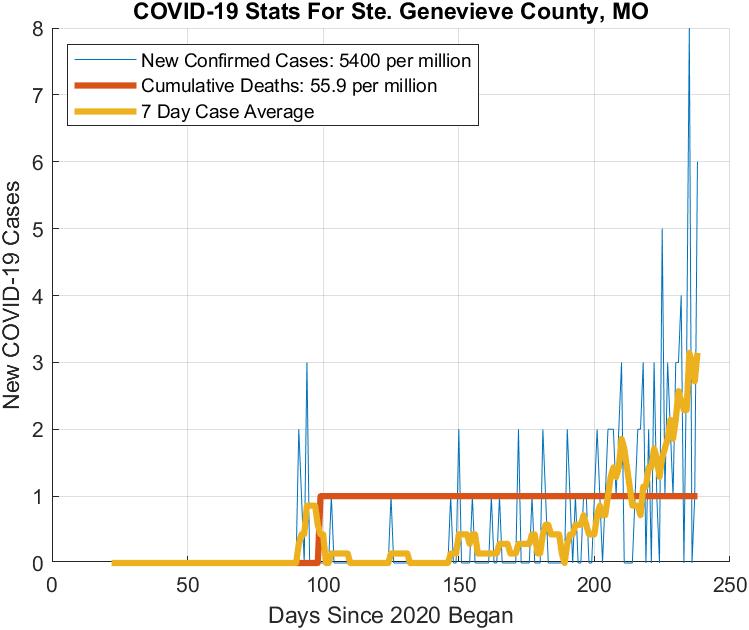 COVID-19 Stats For Ste. Genevieve County, MO
New Confirmed Cases: 5400 per million
Cumulative Deaths: 55.9 per million
7 Day Case Average
New COVID-19 Cases
8
7
6
5
4
3
2
1
0
0 50 100 150 200 250
Days Since 2020 Began